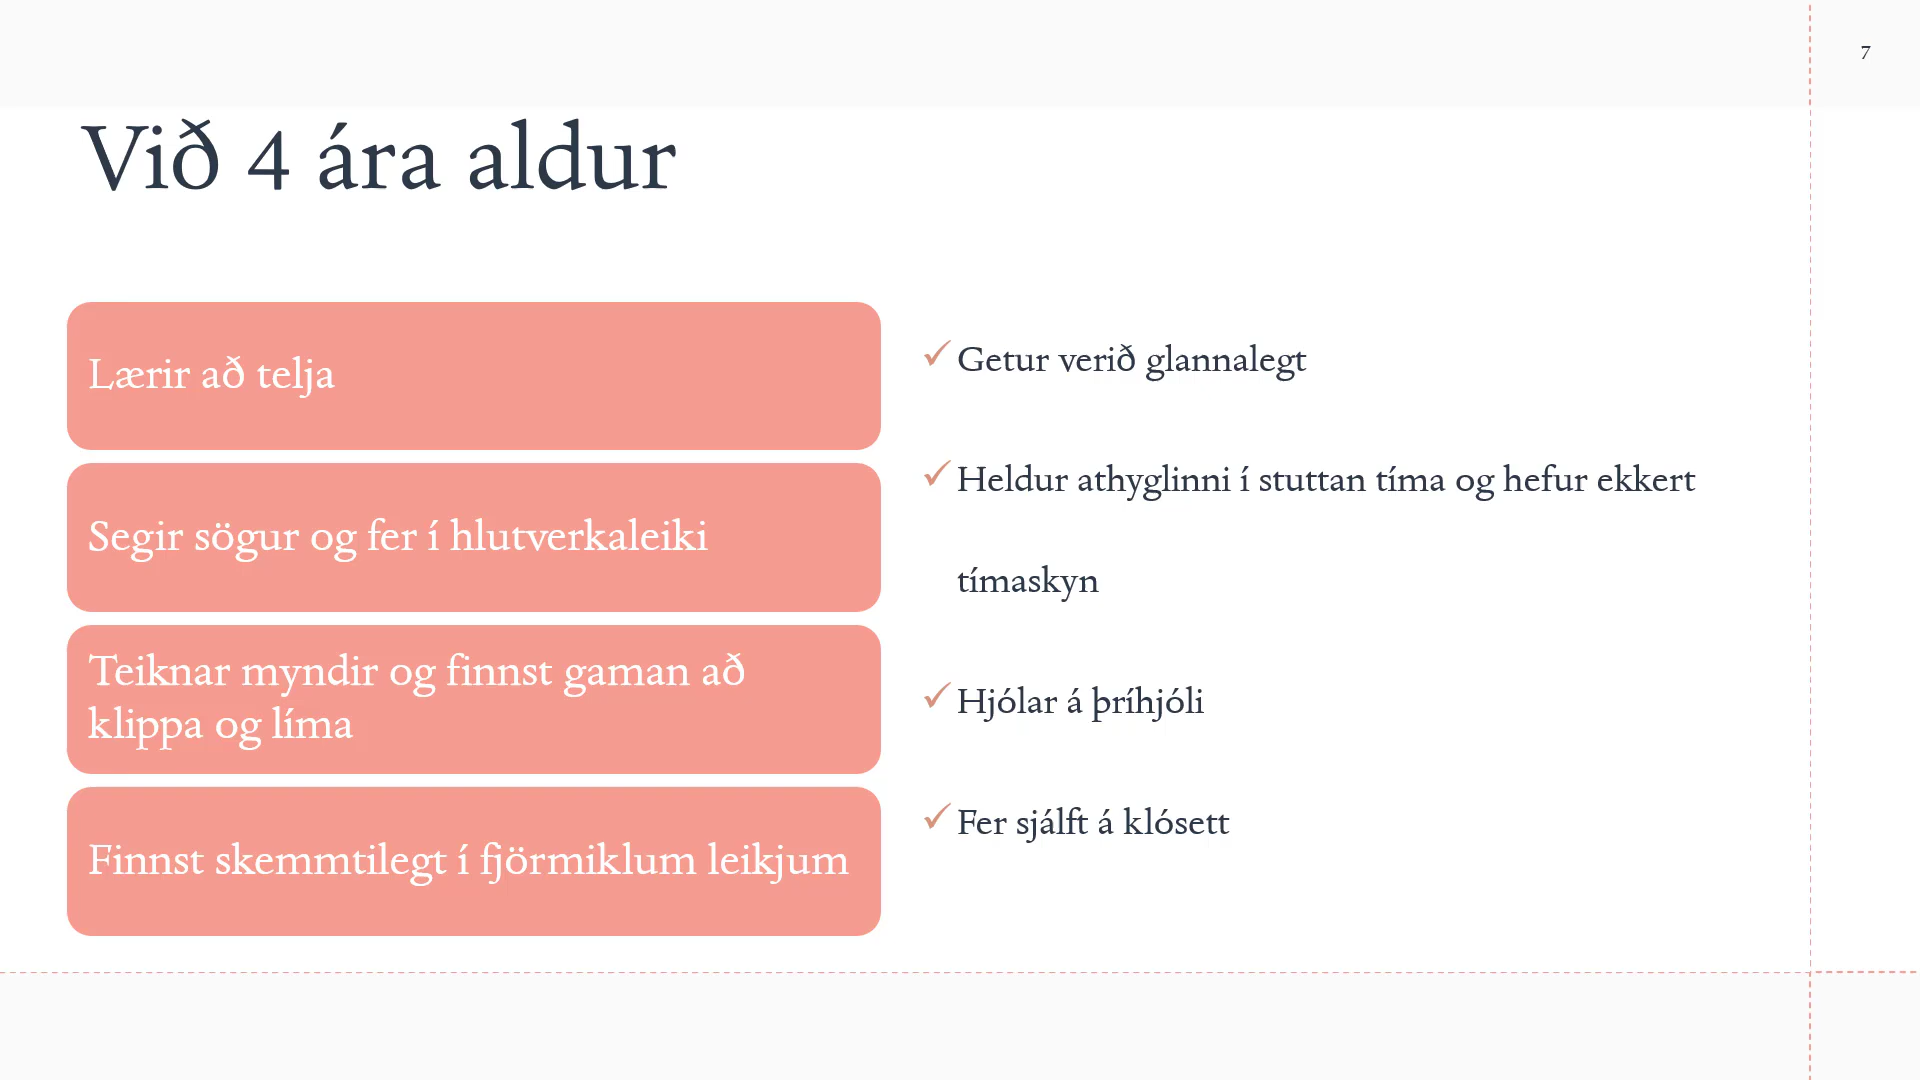 7
Við 4 ára aldur
Lærir að telja
Segir sögur og fer í hlutverkaleiki
Teiknar myndir og finnst gaman að
klippa og líma
Finnst skemmtilegt í fjörmiklum leikjum
✓ Getur verið glannalegt
✓ Heldur athyglinni í stuttan tíma og hefur ekkert
tímaskyn
✓ Hjólar á þríhjóli
✓ Fer sjálft á klósett